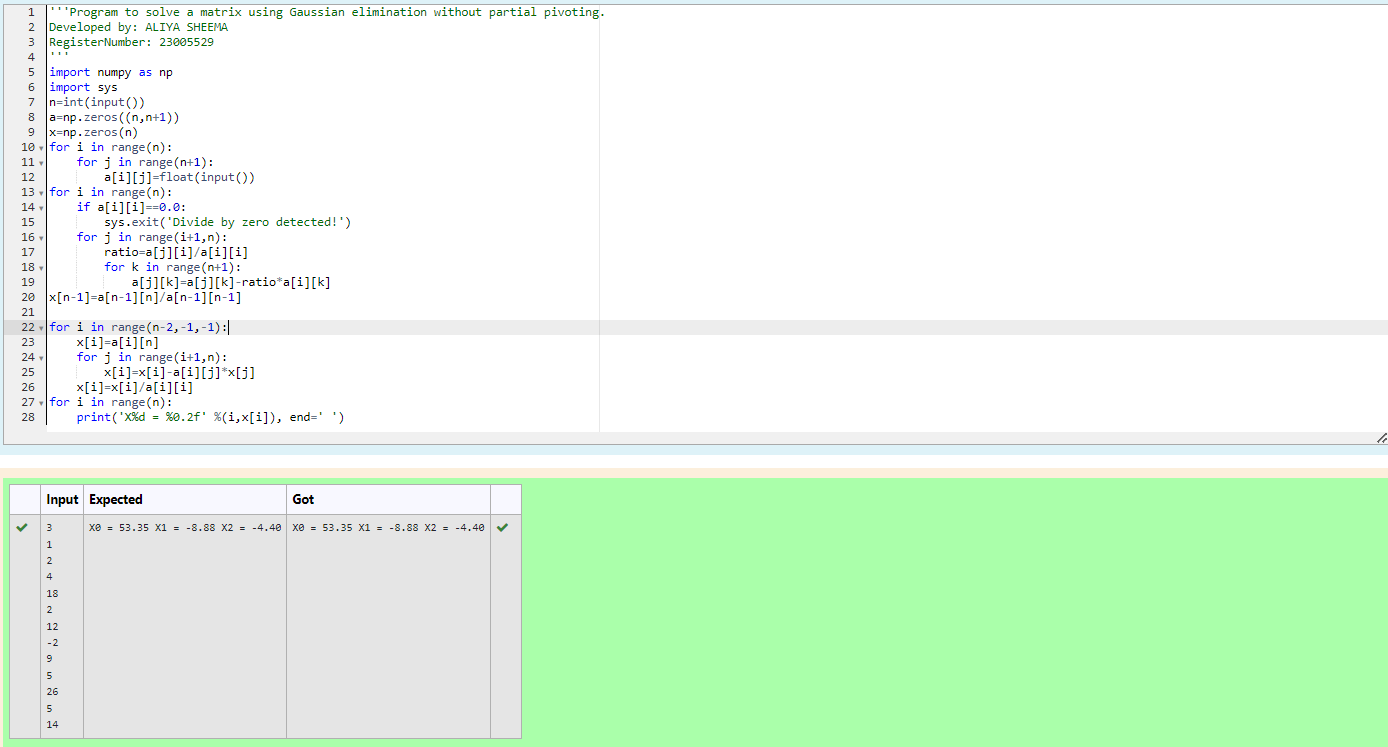 1 '''Program to solve a matrix using Gaussian elimination without partial pivoting.
2 Developed by: ALIYA SHEEMA
3 RegisterNumber: 23005529
4 '''
5 import numpy as np
6 import sys
7 n=int(input())
8 a=np.zeros((n,n+1))
9 x=np.zeros(n)
10 for i in range(n):
11     for j in range(n+1):
12         a[i][j]=float(input())
13 for i in range(n):
14     if a[i][i]==0.0:
15         sys.exit('Divide by zero detected!')
16     for j in range(i+1,n):
17         ratio=a[j][i]/a[i][i]
18         for k in range(n+1):
19             a[j][k]=a[j][k]-ratio*a[i][k]
20 x[n-1]=a[n-1][n]/a[n-1][n-1]
21
22 for i in range(n-2,-1,-1):
23     x[i]=a[i][n]
24     for j in range(i+1,n):
25         x[i]=x[i]-a[i][j]*x[j]
26     x[i]=x[i]/a[i][i]
27 for i in range(n):
28     print('X%d = %0.2f' %(i,x[i]), end=' ')
Input Expected Got
3 X0 = 53.35 X1 = -8.88 X2 = -4.40 X0 = 53.35 X1 = -8.88 X2 = -4.40
1
2
4
18
2
12
-2
9
5
26
5
14